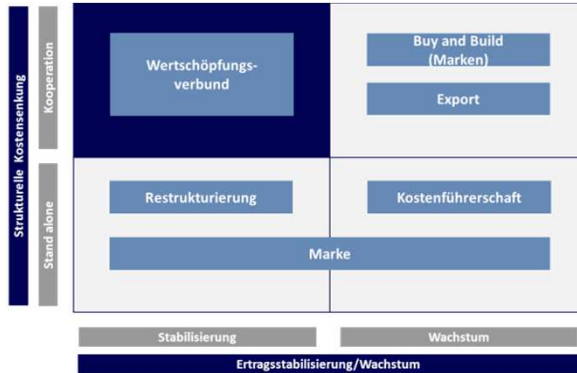 Strukturelle Kostensenkung
Kooperation
Stand alone
Wertschöpfungs-
verbund
Buy and Build
(Marken)
Export
Restrukturierung
Kostenführerschaft
Marke
Stabilisierung
Wachstum
Ertragsstabilisierung/Wachstum